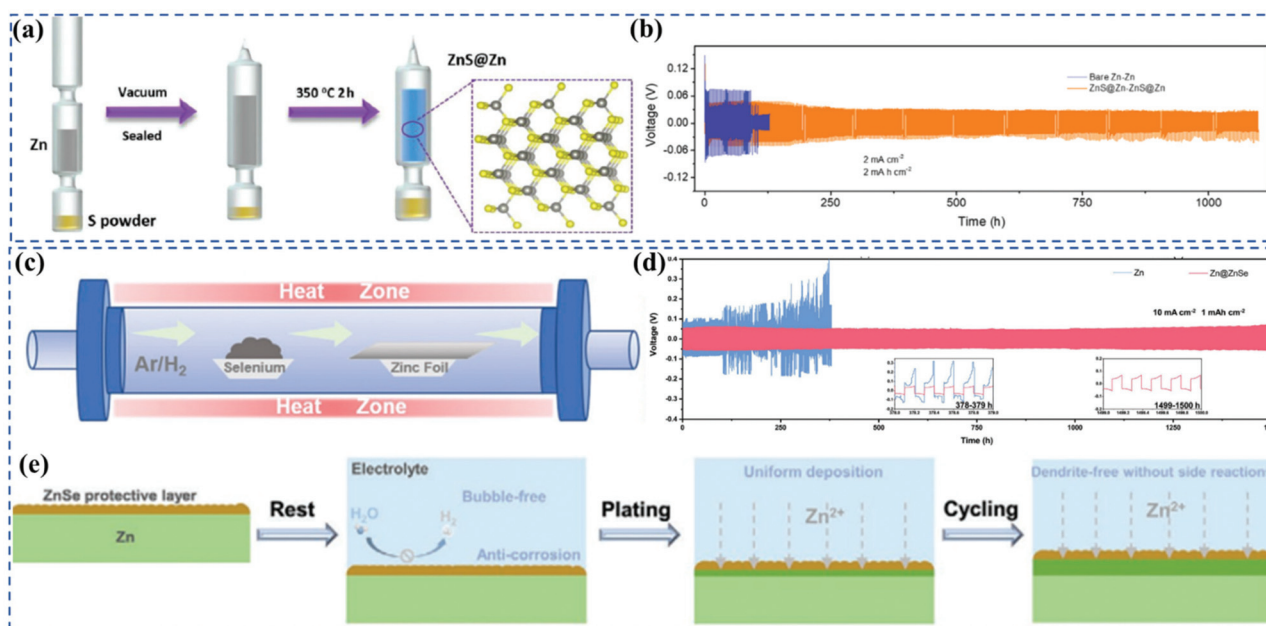 (a)
Zn
S powder
Vacuum
Sealed
350 °C 2 h
ZnS@Zn
(b)
Voltage (V)
0.12
0.06
0.00
-0.06
-0.12
Bare Zn-Zn
ZnS@Zn-ZnS@Zn
2 mA cm-2
2 mA h cm-2
0
250
500
750
1000
Time (h)
(c)
Heat Zone
Ar/H2
Selenium
Zinc Foil
Heat Zone
(d)
Voltage (V)
0.4
0.3
0.2
0.1
0.0
-0.1
-0.2
-0.3
-0.4
Zn
Zn@ZnSe
10 mA cm-2 1 mAh cm-2
378-379 h
1499-1500 h
0
250
500
750
1000
1250
Time (h)
(e)
ZnSe protective layer
Zn
Rest
Electrolyte
Bubble-free
H2O
H2
Anti-corrosion
Plating
Uniform deposition
Zn2+
Cycling
Dendrite-free without side reaction
Zn2+